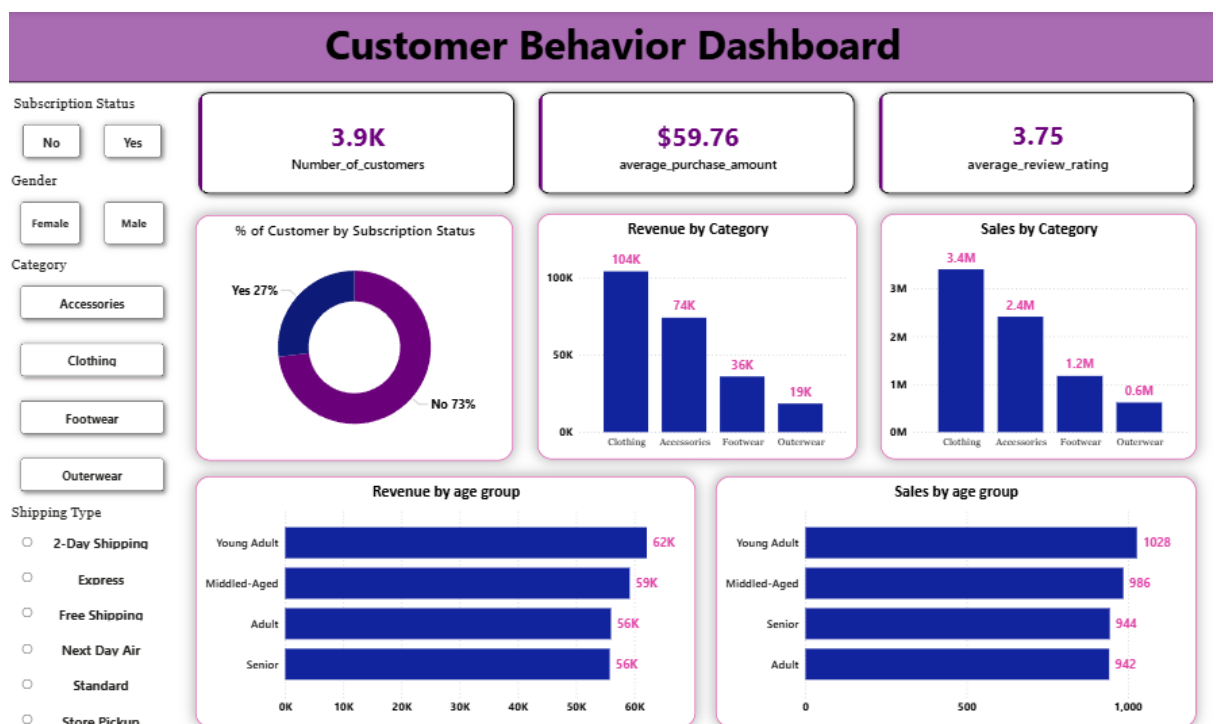 Customer Behavior Dashboard
Subscription Status
No Yes
Gender
Female Male
Category
Accessories
Clothing
Footwear
Outerwear
Shipping Type
2-Day Shipping
Express
Free Shipping
Next Day Air
Standard
Store Pickup
3.9K
Number_of_customers
$59.76
average_purchase_amount
3.75
average_review_rating
% of Customer by Subscription Status
Yes 27%
No 73%
Revenue by Category
104K
100K
74K
50K
36K
19K
0K
Clothing Accessories Footwear Outerwear
Sales by Category
3.4M
3M
2.4M
2M
1.2M
1M
0.6M
0M
Clothing Accessories Footwear Outerwear
Revenue by age group
Young Adult 62K
Middled-Aged 59K
Adult 56K
Senior 56K
0K 10K 20K 30K 40K 50K 60K
Sales by age group
Young Adult 1028
Middled-Aged 986
Senior 944
Adult 942
0 500 1,000